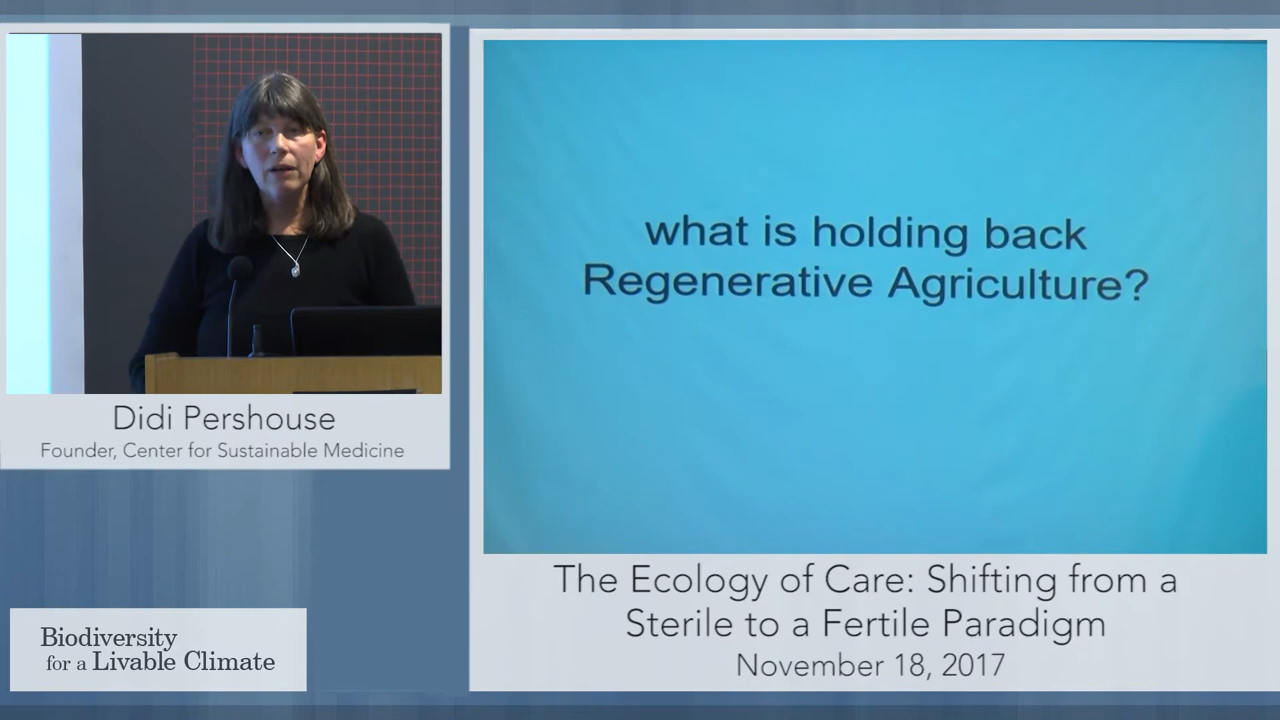 Didi Pershouse
Founder, Center for Sustainable Medicine
Biodiversity
for a Livable Climate
what is holding back
Regenerative Agriculture?
The Ecology of Care: Shifting from a
Sterile to a Fertile Paradigm
November 18, 2017